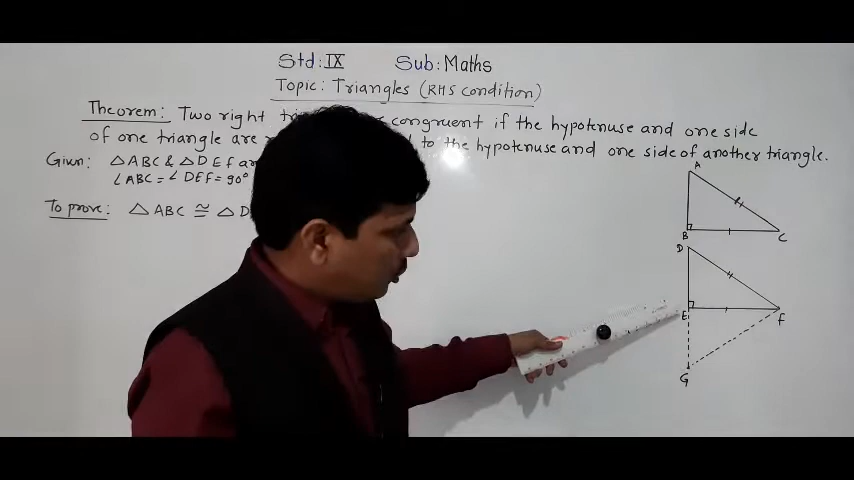 Std: IX Sub: Maths
Topic: Triangles (RHS condition)
Theorem: Two right congruent if the hypotenuse and one side
of one triangle are to the hypotenuse and one side of another triangle.
Given: △ABC & △DEF
∠ABC = ∠DEF = 90°
To prove: △ABC ≅ △D
A
B
C
D
E
F
G